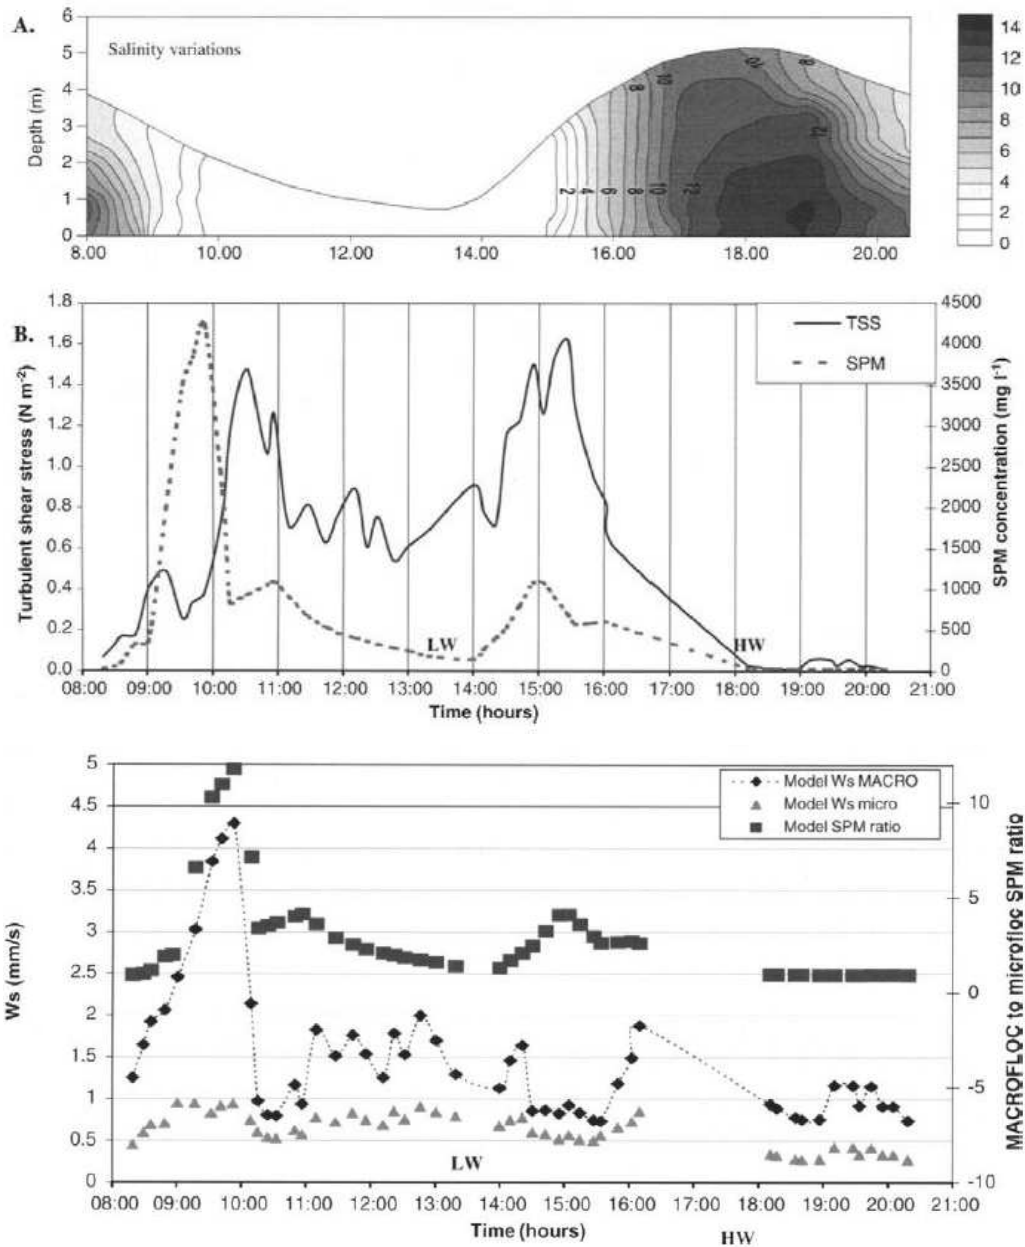 A.
Salinity variations
Depth (m)
6
5
4
3
2
1
0
8.00 10.00 12.00 14.00 16.00 18.00 20.00
2 4 6 8 10 12
8 10
10 8
12
14
12
10
8
6
4
2
0
B.
Turbulent shear stress (N m-2)
1.8
1.6
1.4
1.2
1.0
0.8
0.6
0.4
0.2
0.0
TSS
SPM
LW
HW
4500
4000
3500
3000
2500
2000
1500
1000
500
0
SPM concentration (mg l-1)
08:00 09:00 10:00 11:00 12:00 13:00 14:00 15:00 16:00 17:00 18:00 19:00 20:00 21:00
Time (hours)
Ws (mm/s)
5
4.5
4
3.5
3
2.5
2
1.5
1
0.5
0
Model Ws MACRO
Model Ws micro
Model SPM ratio
LW
10
5
0
-5
-10
MACROFLOC to microfloc SPM ratio
08:00 09:00 10:00 11:00 12:00 13:00 14:00 15:00 16:00 17:00 18:00 19:00 20:00 21:00
Time (hours)
HW